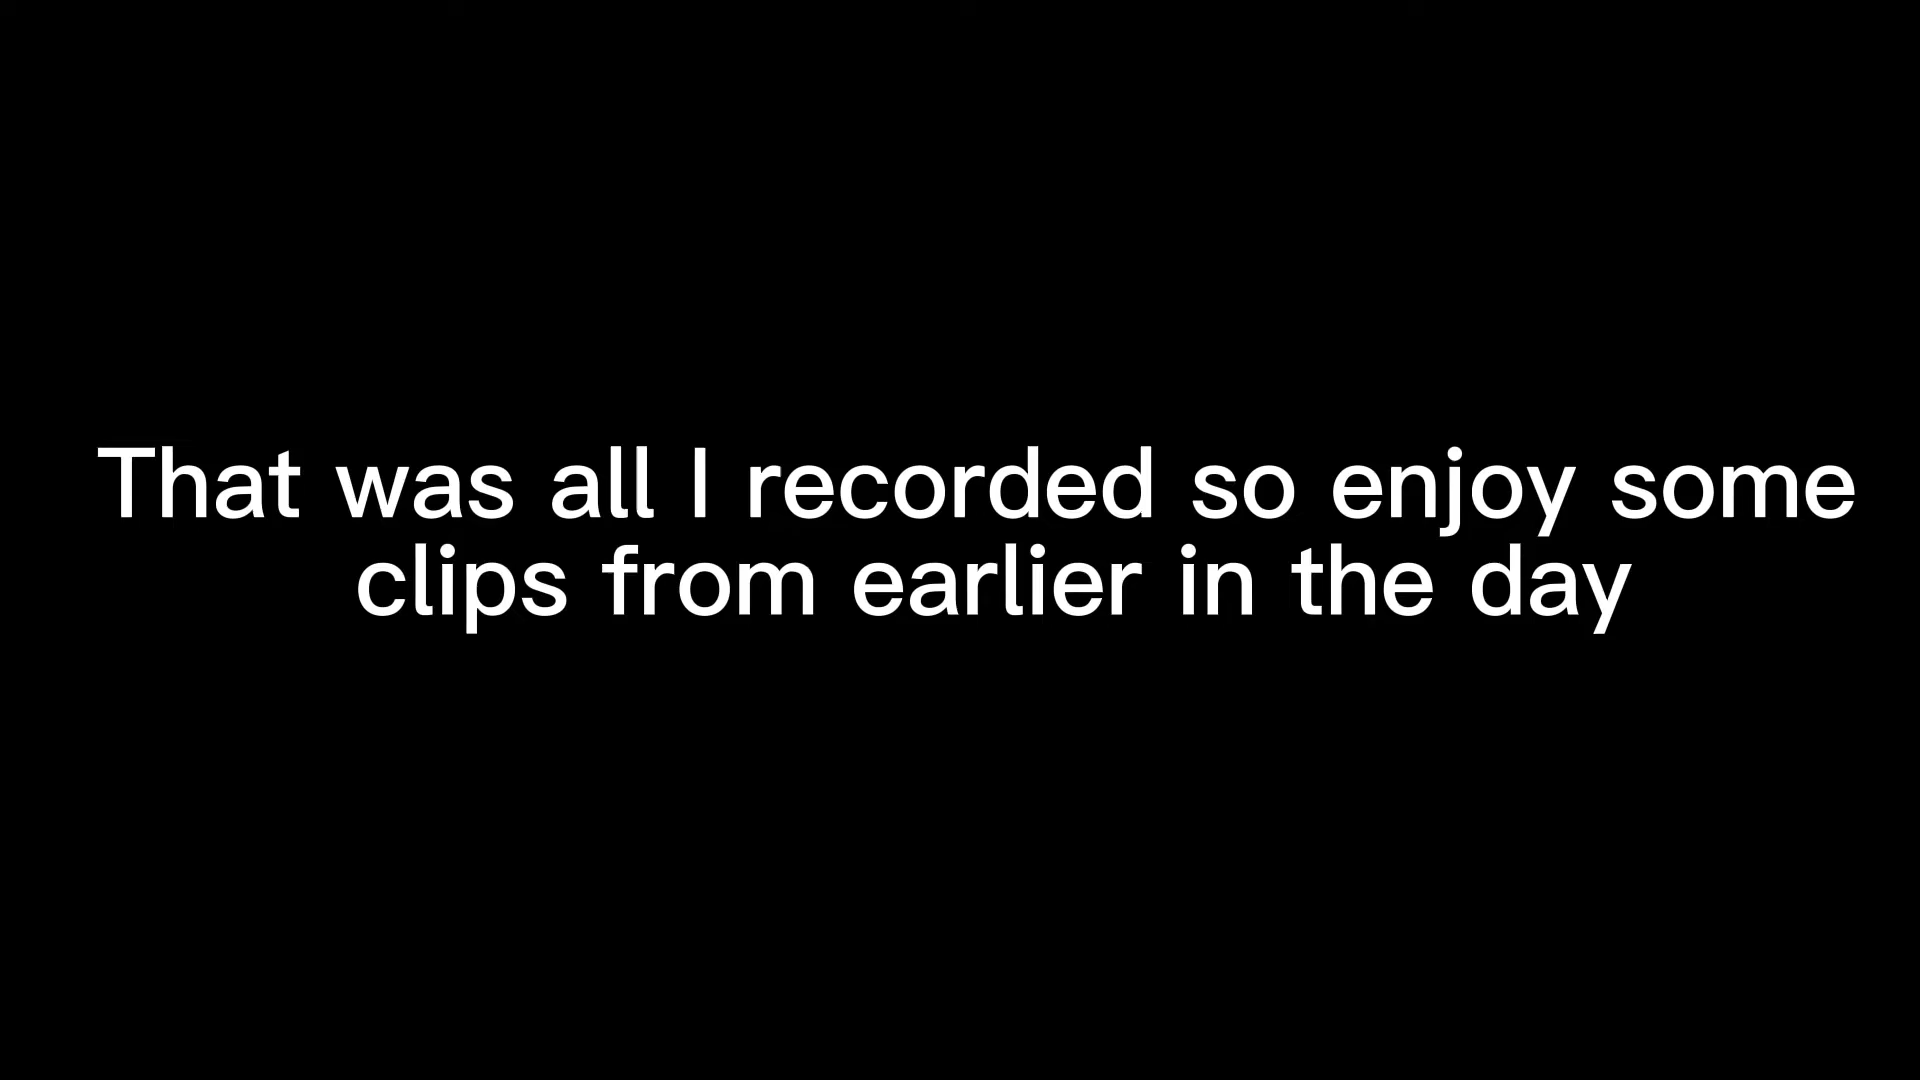 That was all I recorded so enjoy some
clips from earlier in the day